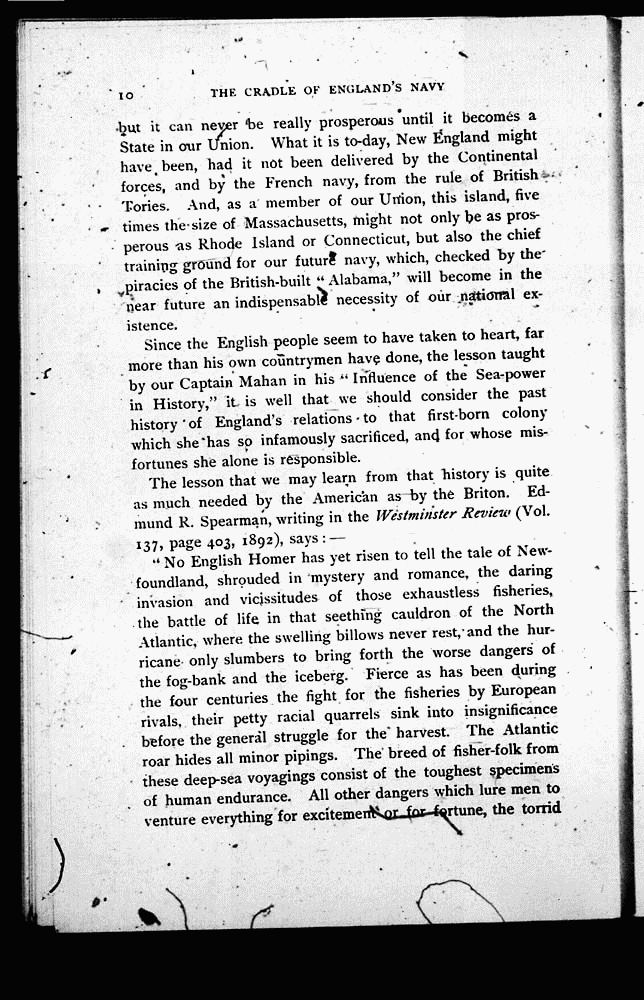 10 THE CRADLE OF ENGLAND'S NAVY
but it can never be really prosperous until it becomes a
State in our Union. What it is to-day, New England might
have been, had it not been delivered by the Continental
forces, and by the French navy, from the rule of British
Tories. And, as a member of our Union, this island, five
times the size of Massachusetts, might not only be as pros-
perous as Rhode Island or Connecticut, but also the chief
training ground for our future navy, which, checked by the
piracies of the British-built "Alabama," will become in the
near future an indispensable necessity of our national ex-
istence.
Since the English people seem to have taken to heart, far
more than his own countrymen have done, the lesson taught
by our Captain Mahan in his "Influence of the Sea-power
in History," it is well that we should consider the past
history of England's relations to that first-born colony
which she has so infamously sacrificed, and for whose mis-
fortunes she alone is responsible.
The lesson that we may learn from that history is quite
as much needed by the American as by the Briton. Ed-
mund R. Spearman, writing in the Westminster Review (Vol.
137, page 403, 1892), says: —
"No English Homer has yet risen to tell the tale of New-
foundland, shrouded in mystery and romance, the daring
invasion and vicissitudes of those exhaustless fisheries,
the battle of life in that seething cauldron of the North
Atlantic, where the swelling billows never rest, and the hur-
ricane only slumbers to bring forth the worse dangers of
the fog-bank and the iceberg. Fierce as has been during
the four centuries the fight for the fisheries by European
rivals, their petty racial quarrels sink into insignificance
before the general struggle for the harvest. The Atlantic
roar hides all minor pipings. The breed of fisher-folk from
these deep-sea voyagings consist of the toughest specimens
of human endurance. All other dangers which lure men to
venture everything for excitement or for fortune, the torrid